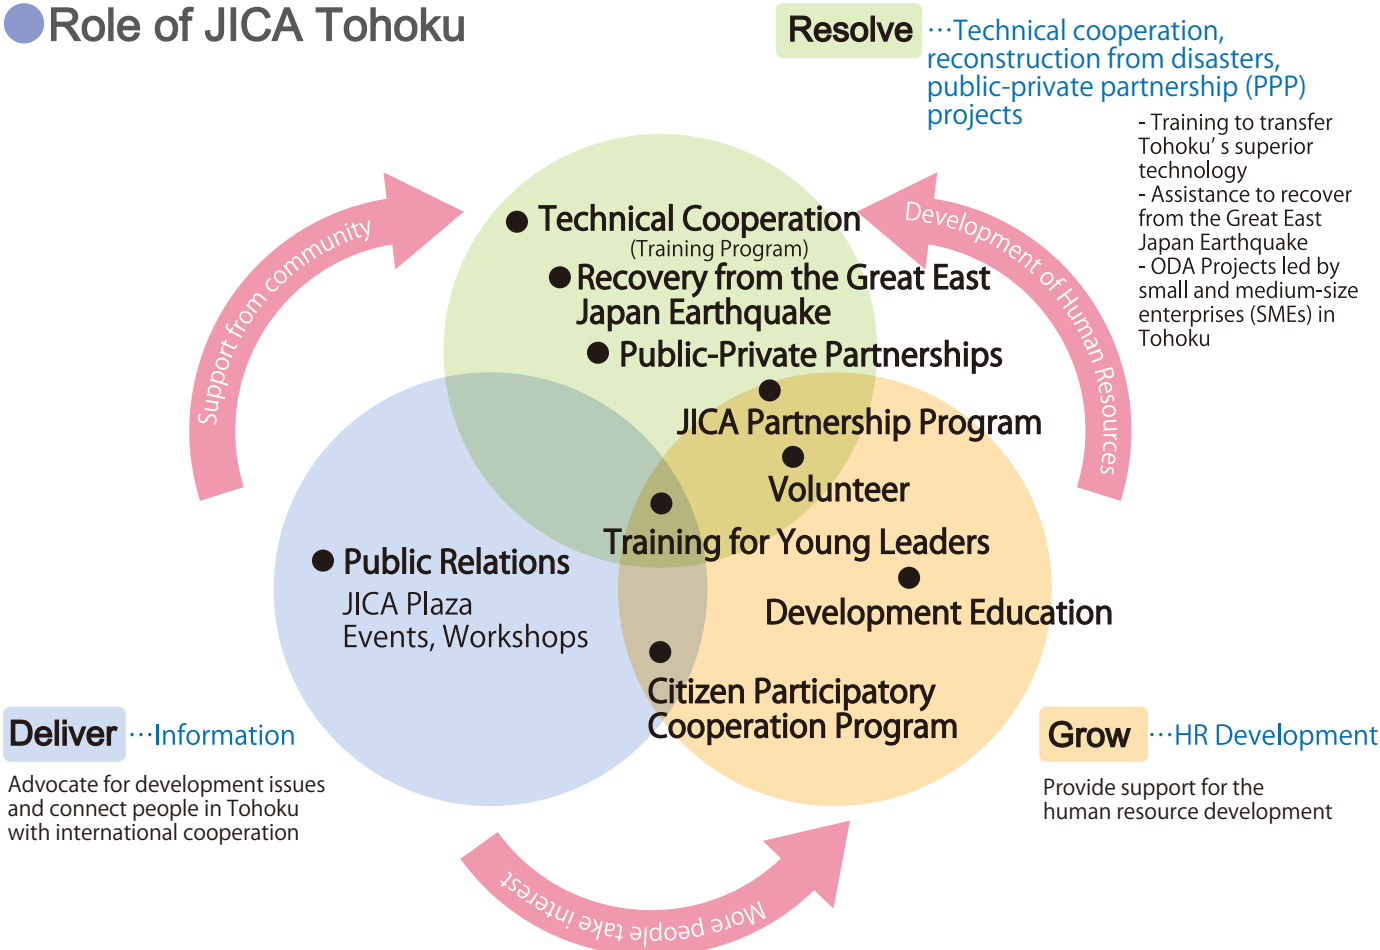 Role of JICA Tohoku
Resolve …Technical cooperation,
reconstruction from disasters,
public-private partnership (PPP)
projects
- Training to transfer
Tohoku' s superior
technology
- Assistance to recover
from the Great East
Japan Earthquake
- ODA Projects led by
small and medium-size
enterprises (SMEs) in
Tohoku
Support from community
Development of Human Resources
● Technical Cooperation
(Training Program)
● Recovery from the Great East
Japan Earthquake
● Public-Private Partnerships
● JICA Partnership Program
● Volunteer
● Training for Young Leaders
● Public Relations
JICA Plaza
Events, Workshops
● Development Education
● Citizen Participatory
Cooperation Program
Deliver …Information
Advocate for development issues
and connect people in Tohoku
with international cooperation
Grow …HR Development
Provide support for the
human resource development
More people take interest